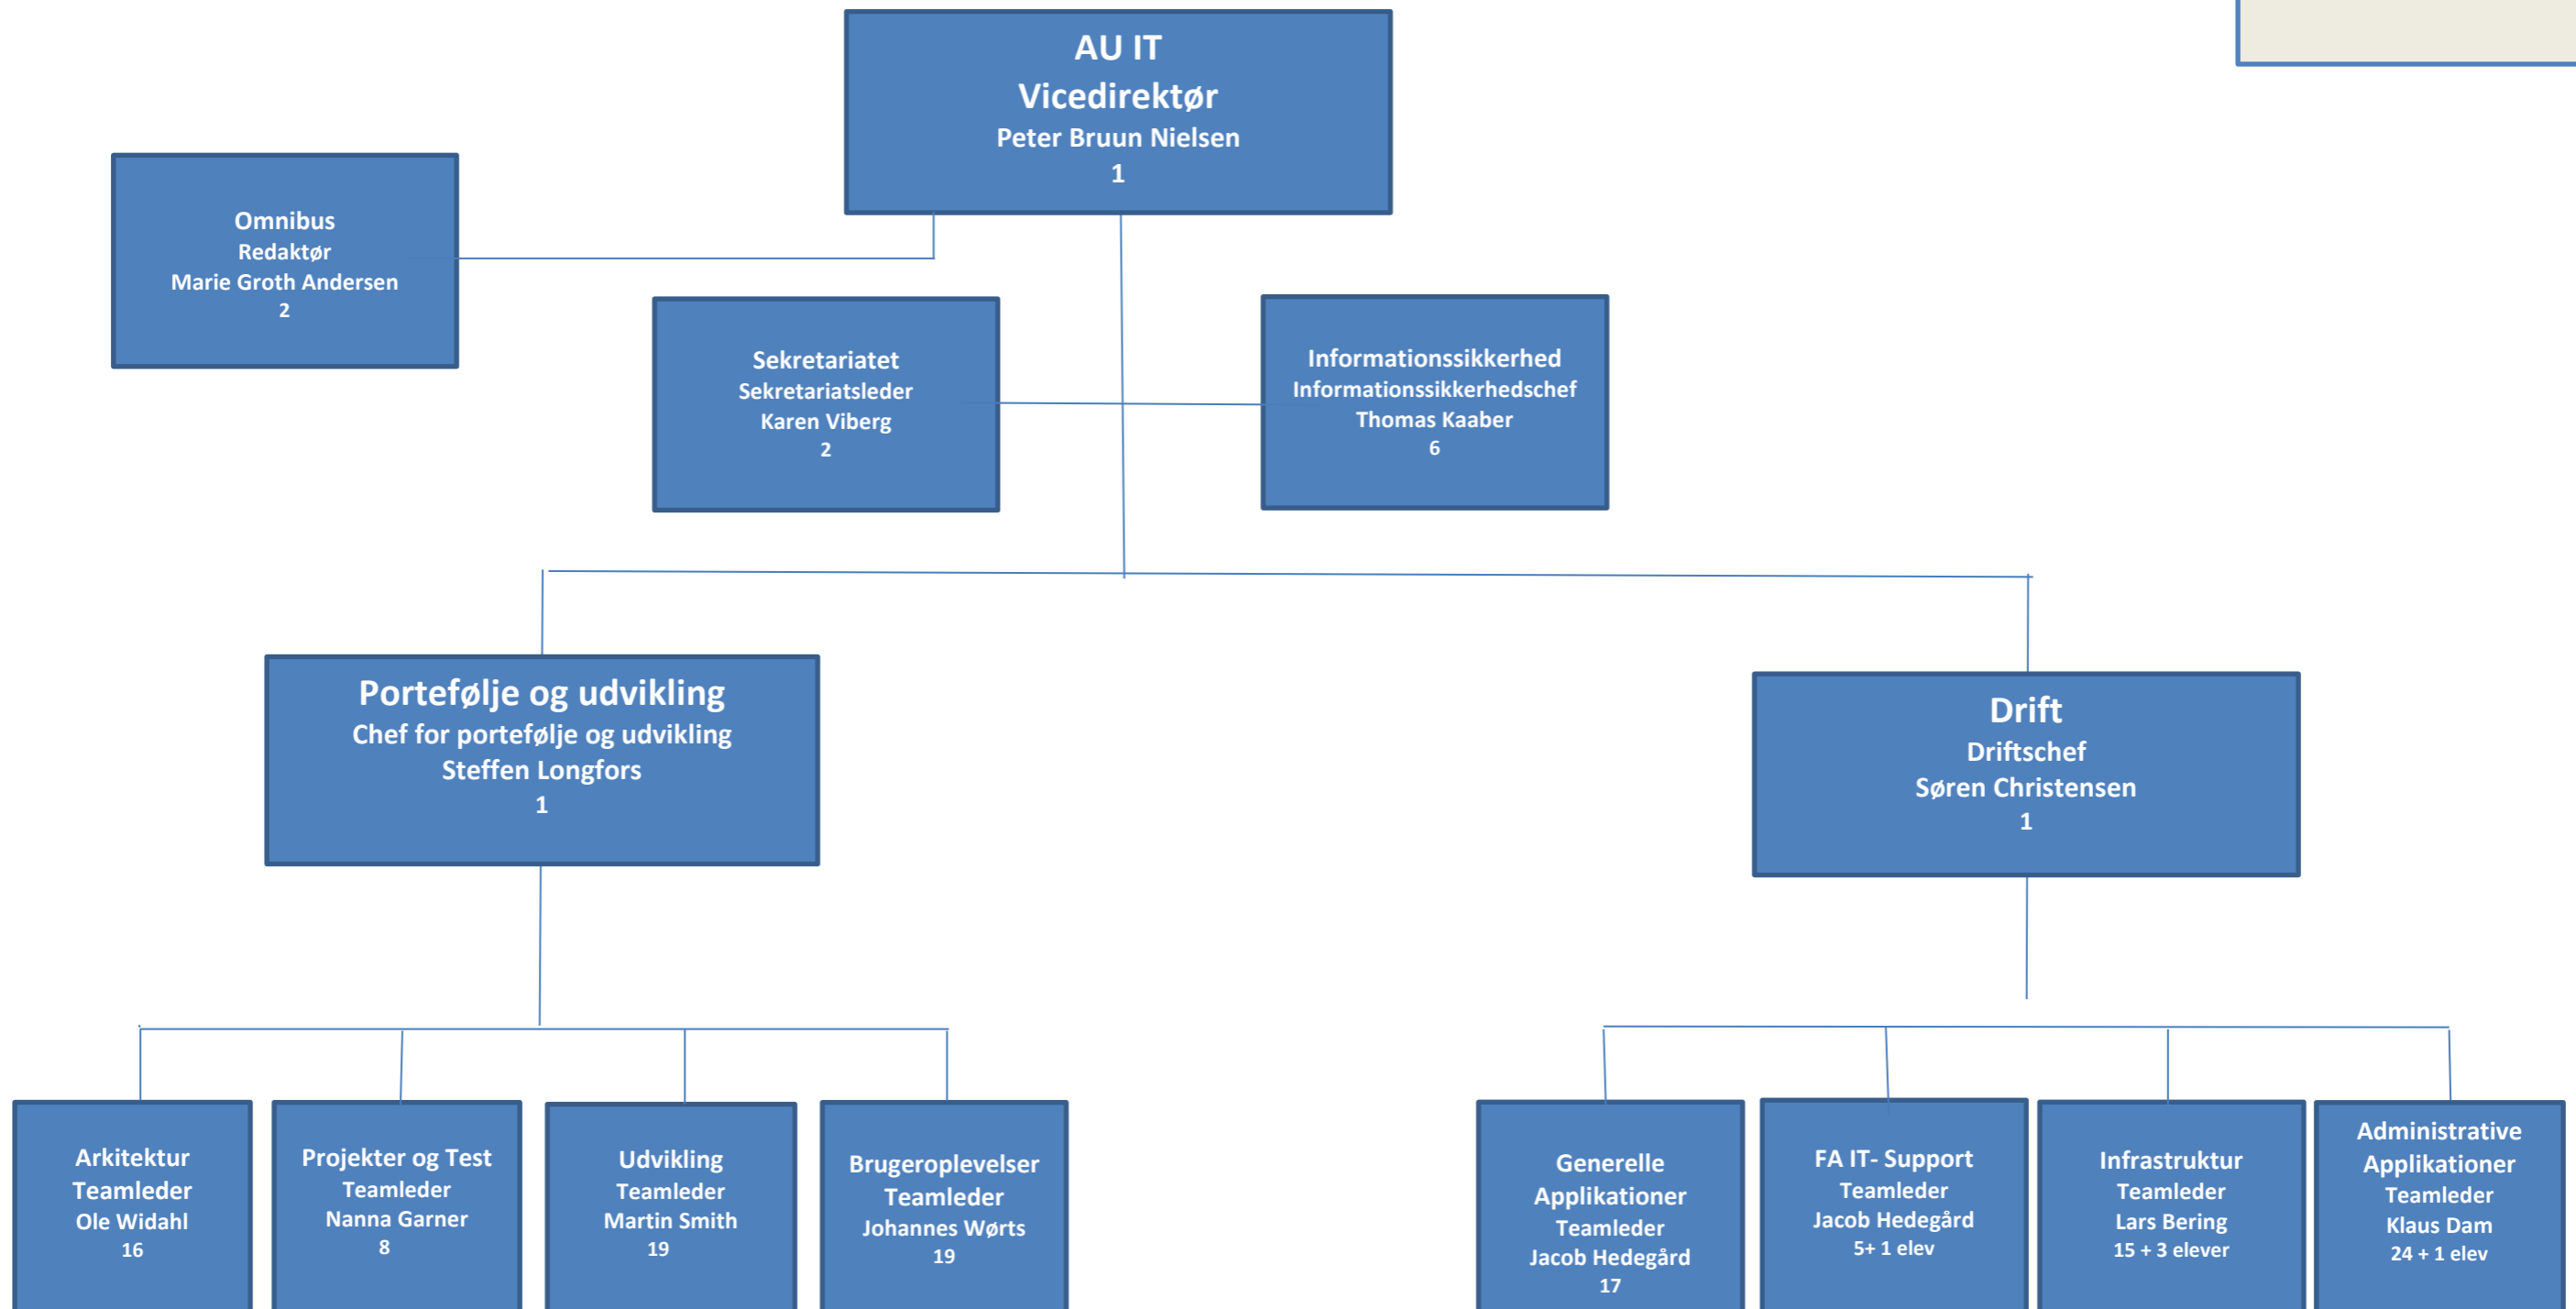 AU IT
Vicedirektør
Peter Bruun Nielsen
1
Omnibus
Redaktør
Marie Groth Andersen
2
Sekretariatet
Sekretariatsleder
Karen Viberg
2
Informationssikkerhed
Informationssikkerhedschef
Thomas Kaaber
6
Portefølje og udvikling
Chef for portefølje og udvikling
Steffen Longfors
1
Drift
Driftschef
Søren Christensen
1
Arkitektur
Teamleder
Ole Widahl
16
Projekter og Test
Teamleder
Nanna Garner
8
Udvikling
Teamleder
Martin Smith
19
Brugeroplevelser
Teamleder
Johannes Wørts
19
Generelle
Applikationer
Teamleder
Jacob Hedegård
17
FA IT- Support
Teamleder
Jacob Hedegård
5+ 1 elev
Infrastruktur
Teamleder
Lars Bering
15 + 3 elever
Administrative
Applikationer
Teamleder
Klaus Dam
24 + 1 elev